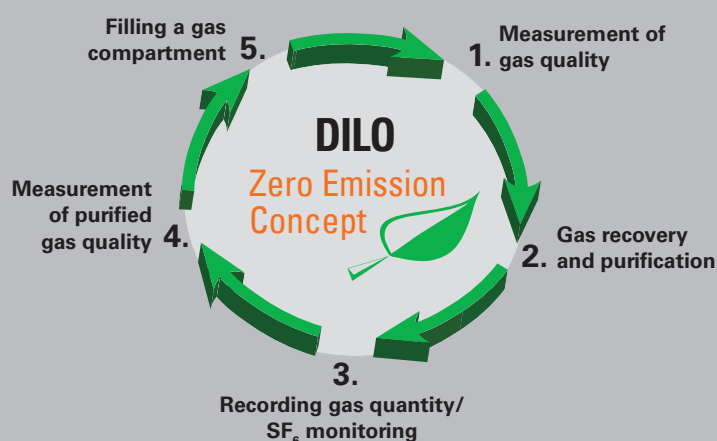 DILO
Zero Emission
Concept
1. Measurement of
gas quality
2. Gas recovery
and purification
3.
Recording gas quantity/
SF₆ monitoring
Measurement
of purified
gas quality 4.
Filling a gas
compartment 5.